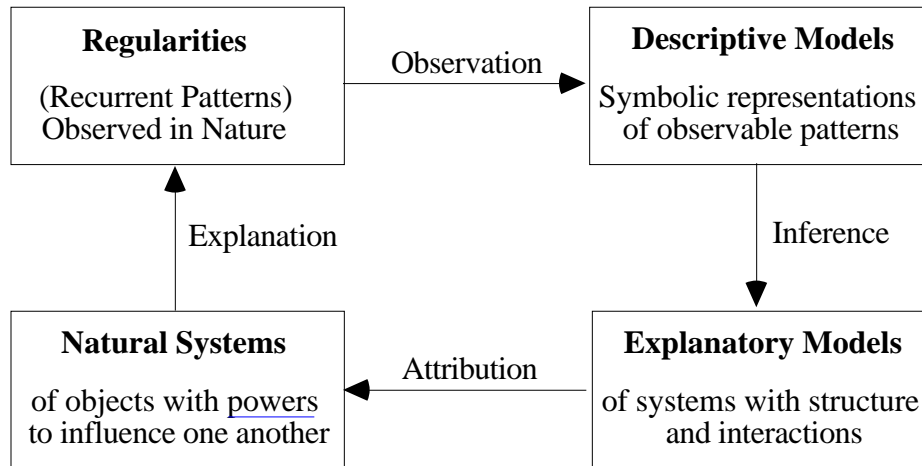 Regularities
(Recurrent Patterns)
Observed in Nature
Observation
Descriptive Models
Symbolic representations
of observable patterns
Explanation
Inference
Natural Systems
of objects with powers
to influence one another
Attribution
Explanatory Models
of systems with structure
and interactions